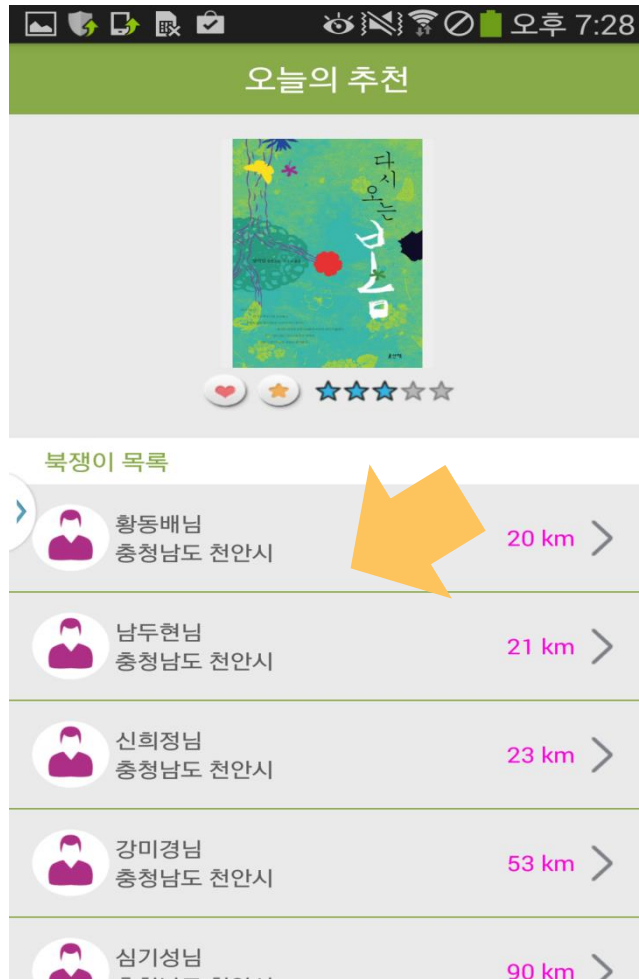 오후 7:28
오늘의 추천
다시
오는
봄
북쟁이 목록
황동배님
충청남도 천안시
20 km
남두현님
충청남도 천안시
21 km
신희정님
충청남도 천안시
23 km
강미경님
충청남도 천안시
53 km
심기성님
90 km